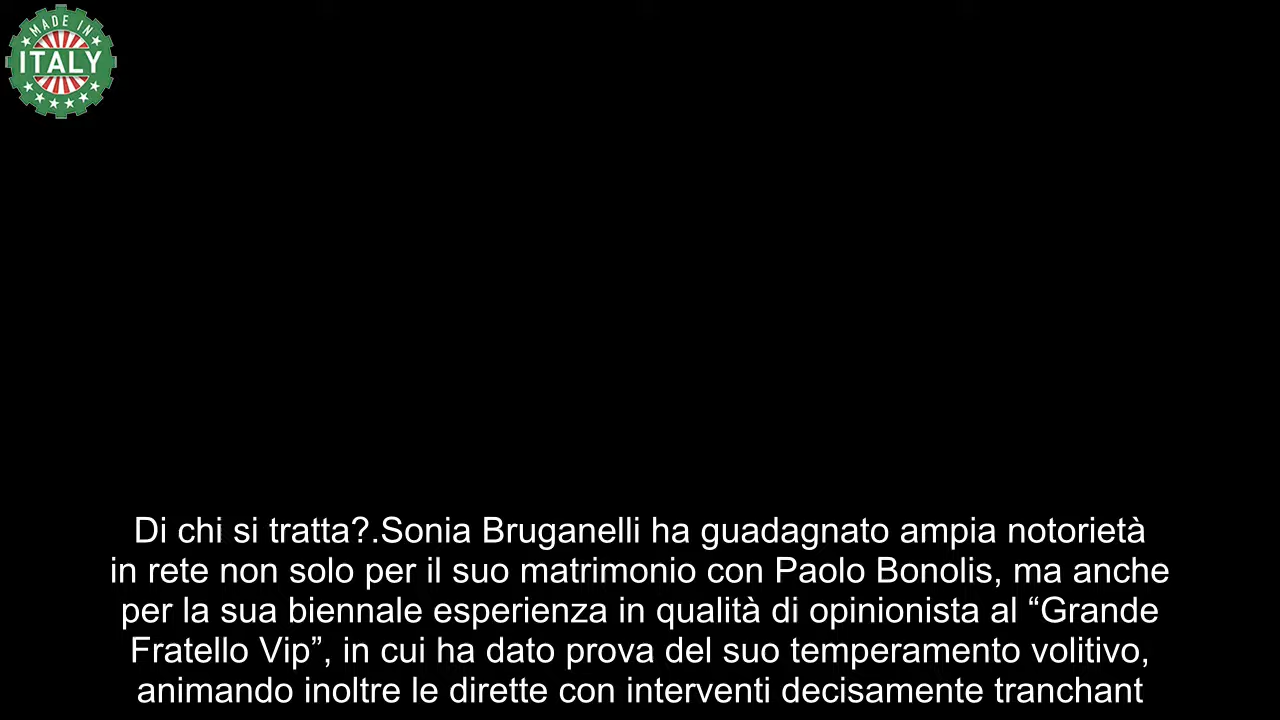 MADE IN
ITALY
Di chi si tratta?.Sonia Bruganelli ha guadagnato ampia notorietà
in rete non solo per il suo matrimonio con Paolo Bonolis, ma anche
per la sua biennale esperienza in qualità di opinionista al “Grande
Fratello Vip”, in cui ha dato prova del suo temperamento volitivo,
animando inoltre le dirette con interventi decisamente tranchant